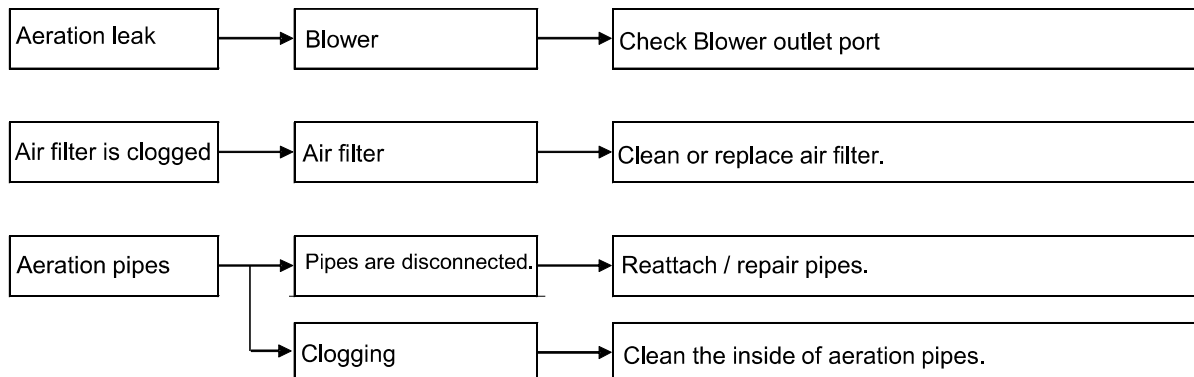 Aeration leak
Blower
Check Blower outlet port
Air filter is clogged
Air filter
Clean or replace air filter.
Aeration pipes
Pipes are disconnected.
Reattach / repair pipes.
Clogging
Clean the inside of aeration pipes.